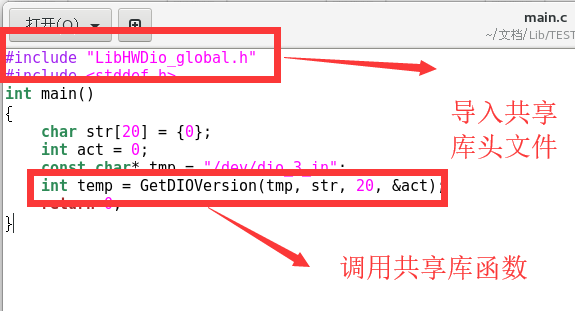 打开(O)
main.c
~/文档/Lib/TEST
#include "LibHWDio_global.h"
#include <stddef.h>
int main()
{
char str[20] = {0};
int act = 0;
const char* tmp = "/dev/dio_3_in";
int temp = GetDIOVersion(tmp, str, 20, &act);
return 0;
}
导入共享
库头文件
调用共享库函数